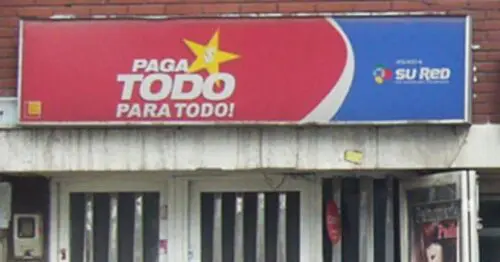 PAGA
TODO
PARA TODO!
SU RED